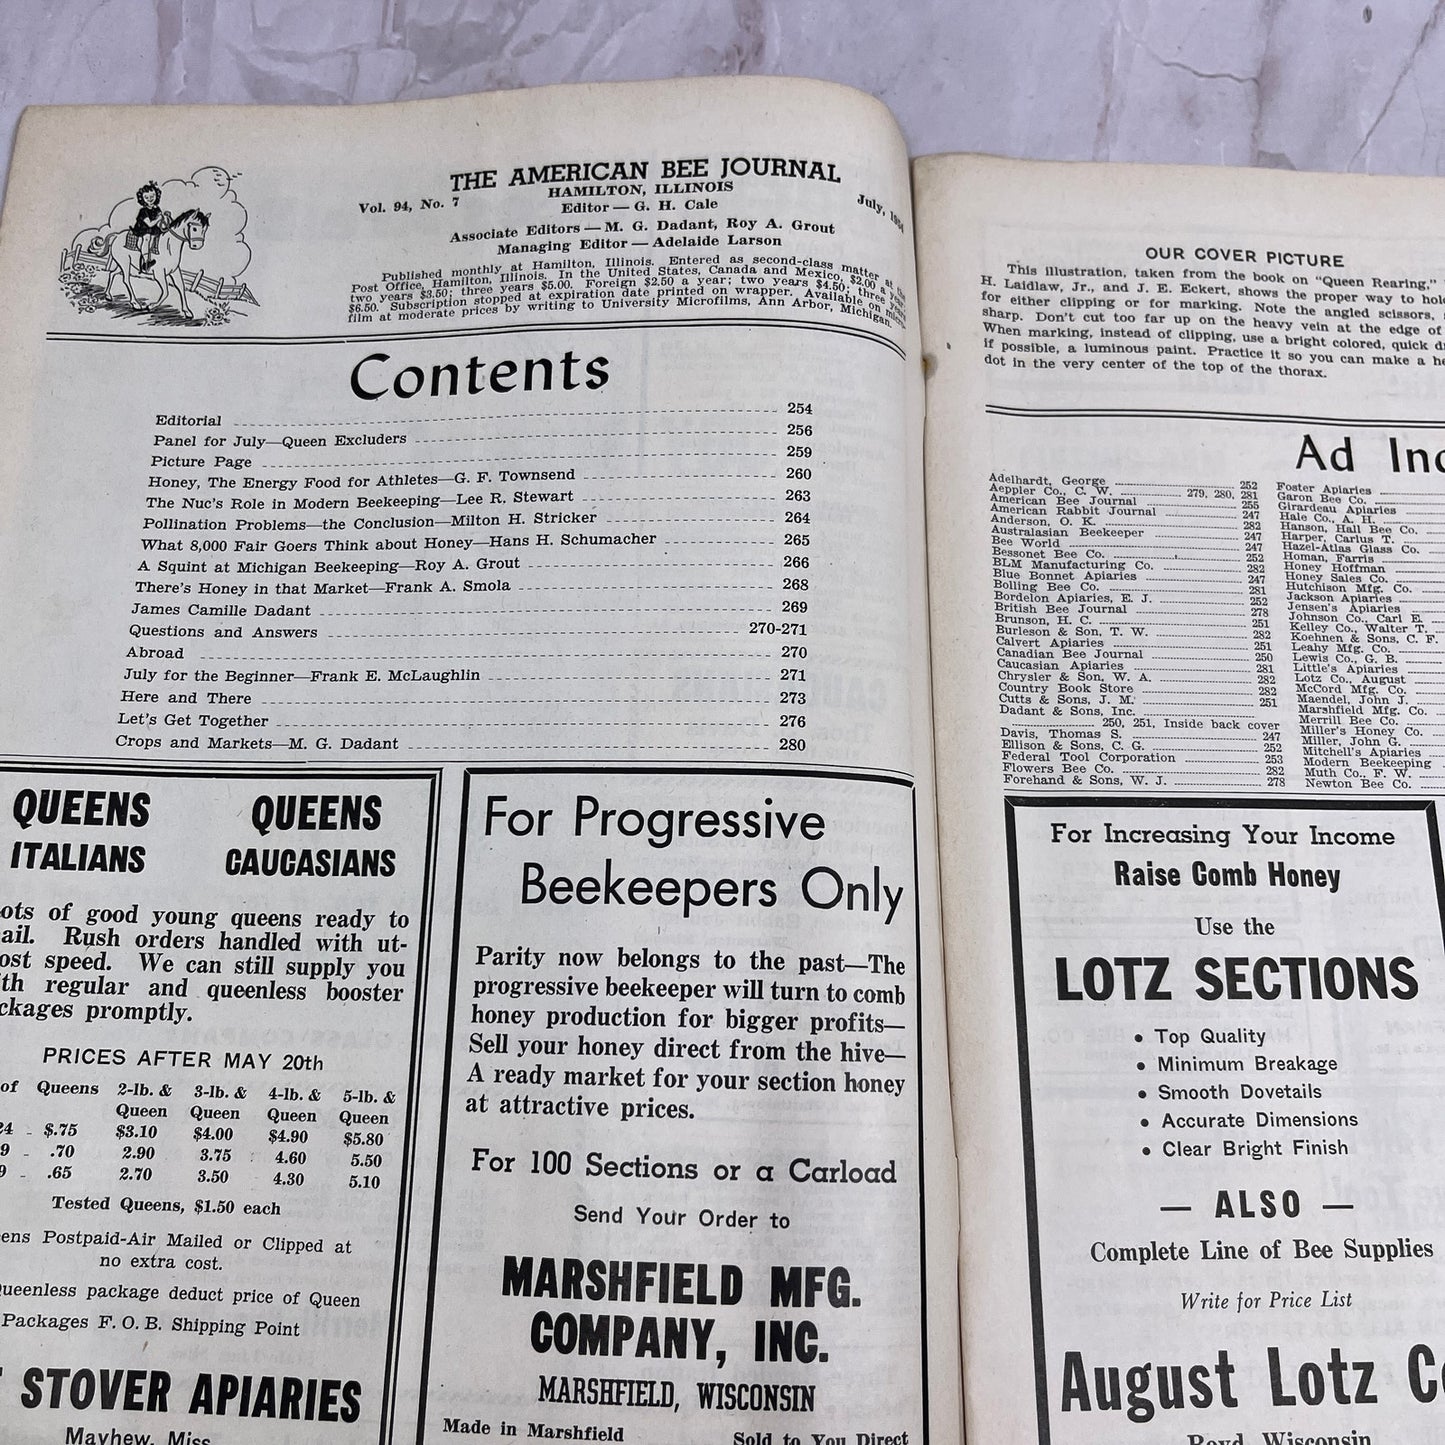 THE AMERICAN BEE JOURNAL
HAMILTON, ILLINOIS
Vol. 94, No. 7
Editor — G. H. Cale
July,
Associate Editors — M. G. Dadant, Roy A. Grout
Managing Editor — Adelaide Larson
Published monthly at Hamilton, Illinois. Entered as second-class matter at the
Post Office, Hamilton, Illinois. In the United States, Canada and Mexico, $2.00 a year;
two years $3.50; three years $5.00. Foreign $2.50 a year; two years $4.50; three years
$6.50. Subscription stopped at expiration date printed on wrapper. Available on micro-
film at moderate prices by writing to University Microfilms, Ann Arbor, Michigan.
Contents
Editorial 254
Panel for July—Queen Excluders 256
Picture Page 259
Honey, The Energy Food for Athletes—G. F. Townsend 260
The Nuc's Role in Modern Beekeeping—Lee R. Stewart 263
Pollination Problems—the Conclusion—Milton H. Stricker 264
What 8,000 Fair Goers Think about Honey—Hans H. Schumacher 265
A Squint at Michigan Beekeeping—Roy A. Grout 266
There's Honey in that Market—Frank A. Smola 268
James Camille Dadant 269
Questions and Answers 270-271
Abroad 270
July for the Beginner—Frank E. McLaughlin 271
Here and There 273
Let's Get Together 276
Crops and Markets—M. G. Dadant 280
QUEENS QUEENS
ITALIANS CAUCASIANS
ots of good young queens ready to
ail. Rush orders handled with ut-
ost speed. We can still supply you
ith regular and queenless booster
ckages promptly.
PRICES AFTER MAY 20th
of Queens 2-lb. & 3-lb. & 4-lb. & 5-lb. &
Queen Queen Queen Queen
24 $.75 $3.10 $4.00 $4.90 $5.80
9 .70 2.90 3.75 4.60 5.50
9 .65 2.70 3.50 4.30 5.10
Tested Queens, $1.50 each
ens Postpaid-Air Mailed or Clipped at
no extra cost.
ueenless package deduct price of Queen
Packages F. O. B. Shipping Point
STOVER APIARIES
Mayhew, Miss.
For Progressive
Beekeepers Only
Parity now belongs to the past—The
progressive beekeeper will turn to comb
honey production for bigger profits—
Sell your honey direct from the hive—
A ready market for your section honey
at attractive prices.
For 100 Sections or a Carload
Send Your Order to
MARSHFIELD MFG.
COMPANY, INC.
MARSHFIELD, WISCONSIN
Made in Marshfield Sold to You Direct
OUR COVER PICTURE
This illustration, taken from the book on "Queen Rearing,"
H. Laidlaw, Jr., and J. E. Eckert, shows the proper way to hol
for either clipping or for marking. Note the angled scissors,
sharp. Don't cut too far up on the heavy vein at the edge of
When marking, instead of clipping, use a bright colored, quick d
if possible, a luminous paint. Practice it so you can make a
dot in the very center of the top of the thorax.
Ad In
Adelhardt, George 252
Aeppler Co., C. W. 279, 280, 281
American Bee Journal 255
American Rabbit Journal 247
Anderson, O. K. 282
Australasian Beekeeper 247
Bee World 247
Bessonet Bee Co. 252
BLM Manufacturing Co. 282
Blue Bonnet Apiaries 247
Bolling Bee Co. 281
Bordelon Apiaries, E. J. 252
British Bee Journal 278
Brunson, H. C. 251
Burleson & Son, T. W. 282
Calvert Apiaries 251
Canadian Bee Journal 250
Caucasian Apiaries 281
Chrysler & Son, W. A. 282
Country Book Store 282
Cutts & Sons, J. M. 251
Dadant & Sons, Inc.
250, 251, Inside back cover
Davis, Thomas S. 247
Ellison & Sons, C. G. 252
Federal Tool Corporation 253
Flowers Bee Co. 282
Forehand & Sons, W. J. 278
Foster Apiaries
Garon Bee Co.
Girardeau Apiaries
Hale Co., A. H.
Hanson, Hall Bee Co.
Harper, Carlus T.
Hazel-Atlas Glass Co.
Homan, Farris
Honey Hoffman
Honey Sales Co.
Hutchison Mfg. Co.
Jackson Apiaries
Jensen's Apiaries
Johnson Co., Carl E.
Kelley Co., Walter T.
Koehnen & Sons, C. F.
Leahy Mfg. Co.
Lewis Co., G. B.
Little's Apiaries
Lotz Co., August
McCord Mfg. Co.
Maendel, John J.
Marshfield Mfg. Co.
Merrill Bee Co.
Miller's Honey Co.
Miller, John G.
Mitchell's Apiaries
Modern Beekeeping
Muth Co., F. W.
Newton Bee Co.
For Increasing Your Income
Raise Comb Honey
Use the
LOTZ SECTIONS
• Top Quality
• Minimum Breakage
• Smooth Dovetails
• Accurate Dimensions
• Clear Bright Finish
— ALSO —
Complete Line of Bee Supplies
Write for Price List
August Lotz C
Boyd, Wisconsin